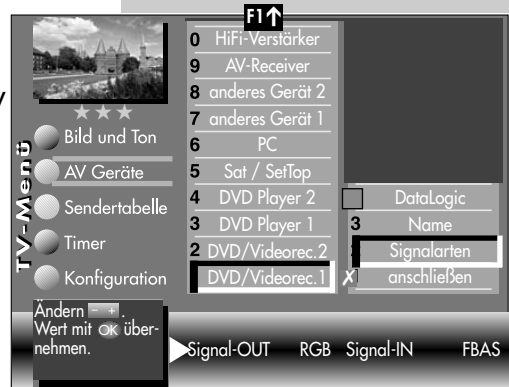 F1↑
TV-Menü
Bild und Ton
AV Geräte
Sendertabelle
Timer
Konfiguration
0 HiFi-Verstärker
9 AV-Receiver
8 anderes Gerät 2
7 anderes Gerät 1
6 PC
5 Sat / SetTop
4 DVD Player 2
3 DVD Player 1
2 DVD/Videorec.2
DVD/Videorec.1
DataLogic
3 Name
Signalarten
✗ anschließen
Ändern - + .
Wert mit OK über-
nehmen.
Signal-OUT RGB Signal-IN FBAS